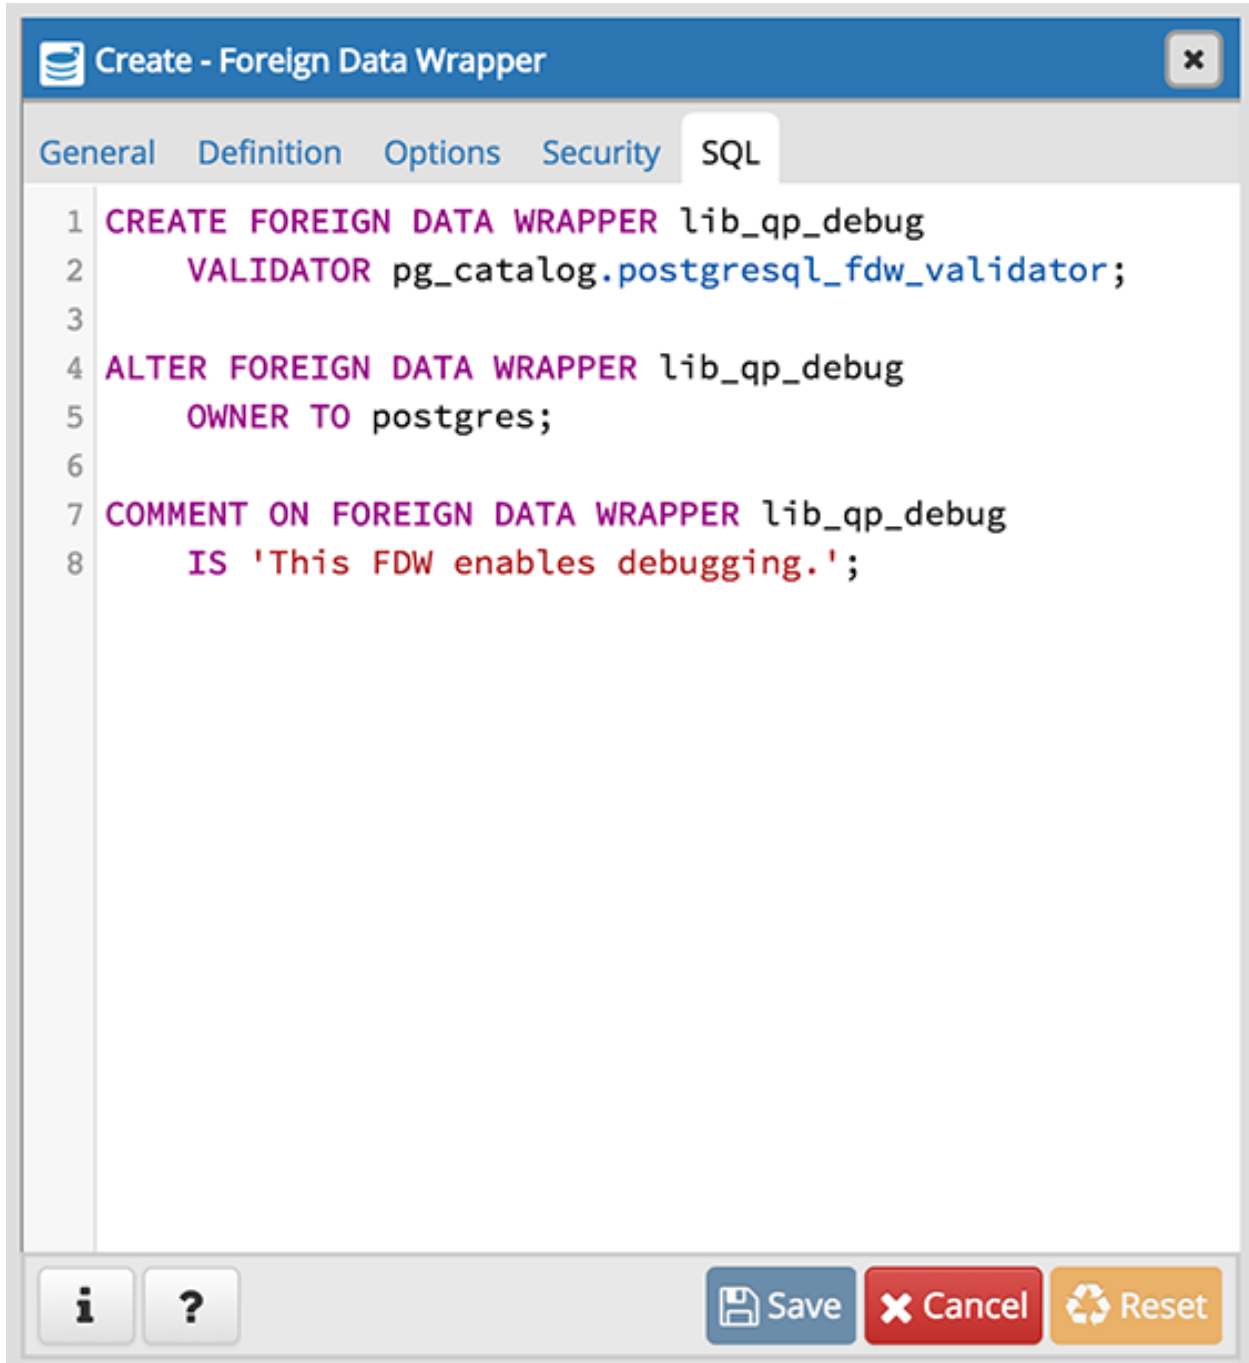 Create - Foreign Data Wrapper
General Definition Options Security SQL
1 CREATE FOREIGN DATA WRAPPER lib_qp_debug
2 VALIDATOR pg_catalog.postgresql_fdw_validator;
3
4 ALTER FOREIGN DATA WRAPPER lib_qp_debug
5 OWNER TO postgres;
6
7 COMMENT ON FOREIGN DATA WRAPPER lib_qp_debug
8 IS 'This FDW enables debugging.';
i ? Save Cancel Reset